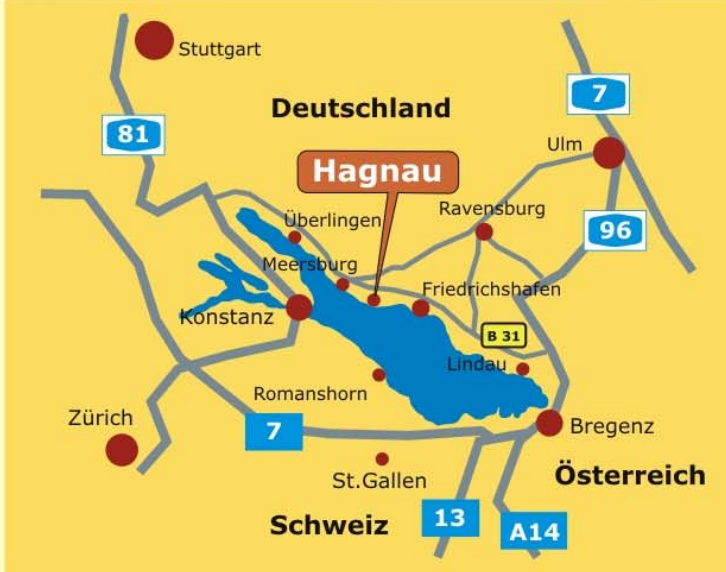 Stuttgart
Deutschland
7
81
Ulm
Hagnau
Ravensburg
Überlingen
96
Meersburg
Friedrichshafen
Konstanz
B 31
Lindau
Romanshorn
Zürich
7
Bregenz
St.Gallen
Österreich
Schweiz
13
A14